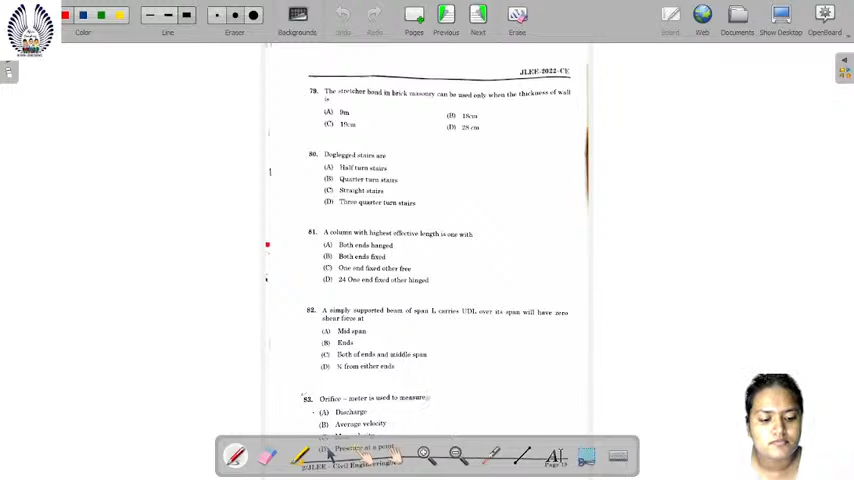 Color
Line
Eraser
Backgrounds
Undo
Redo
Pages
Previous
Next
Erase
Board
Web
Documents
Show Desktop
OpenBoard
JLEE-2022-CE
79. The stretcher bond in brick masonry can be used only when the thickness of wall
is
(A) 9m
(B) 18cm
(C) 19cm
(D) 28 cm
80. Doglegged stairs are
(A) Half turn stairs
(B) Quarter turn stairs
(C) Straight stairs
(D) Three quarter turn stairs
81. A column with highest effective length is one with
(A) Both ends hanged
(B) Both ends fixed
(C) One end fixed other free
(D) 24 One end fixed other hinged
82. A simply supported beam of span L carries UDL over its span will have zero
shear force at
(A) Mid span
(B) Ends
(C) Both of ends and middle span
(D) ¼ from either ends
83. Orifice – meter is used to measure
(A) Discharge
(B) Average velocity
(D) Pressure at a point
2/JLEE – Civil Engineering
Page 15